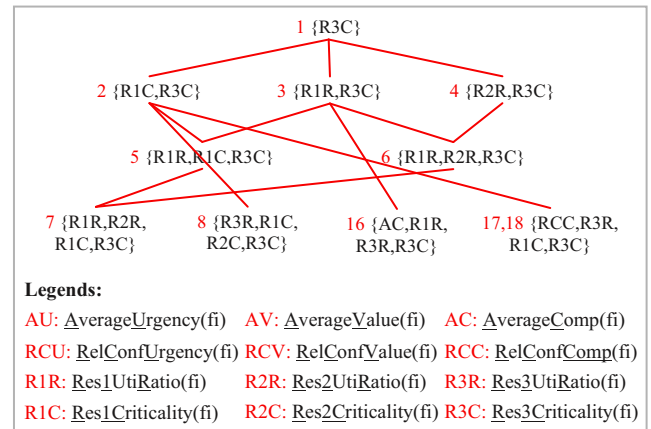 1 {R3C}
2 {R1C,R3C} 3 {R1R,R3C} 4 {R2R,R3C}
5 {R1R,R1C,R3C} 6 {R1R,R2R,R3C}
7 {R1R,R2R, 8 {R3R,R1C, 16 {AC,R1R, 17,18 {RCC,R3R,
R1C,R3C} R2C,R3C} R3R,R3C} R1C,R3C}
Legends:
AU: AverageUrgency(fi) AV: AverageValue(fi) AC: AverageComp(fi)
RCU: RelConfUrgency(fi) RCV: RelConfValue(fi) RCC: RelConfComp(fi)
R1R: Res1UtiRatio(fi) R2R: Res2UtiRatio(fi) R3R: Res3UtiRatio(fi)
R1C: Res1Criticality(fi) R2C: Res2Criticality(fi) R3C: Res3Criticality(fi)